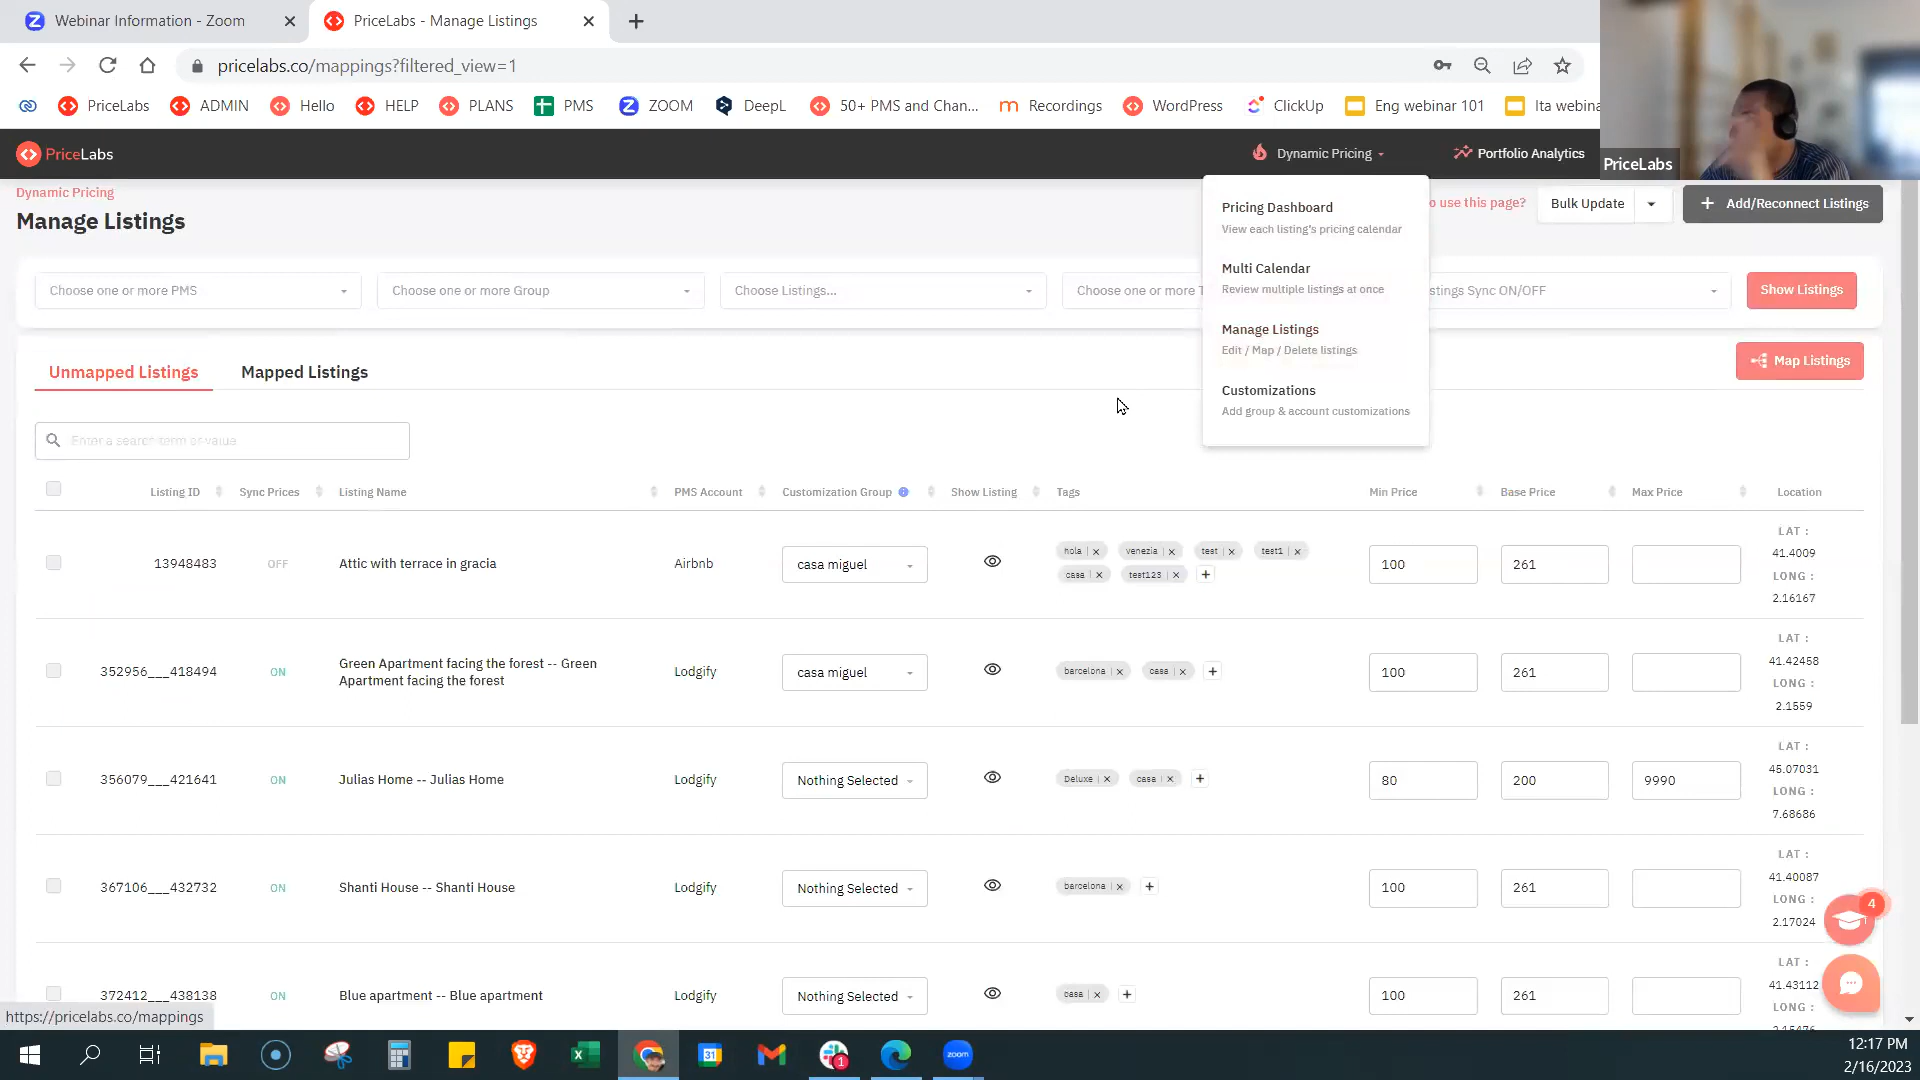 Webinar Information - Zoom
PriceLabs - Manage Listings
pricelabs.co/mappings?filtered_view=1
PriceLabs
ADMIN
Hello
HELP
PLANS
PMS
ZOOM
DeepL
50+ PMS and Chan...
Recordings
WordPress
ClickUp
Eng webinar 101
Ita webina
PriceLabs
Dynamic Pricing
Portfolio Analytics
PriceLabs
Dynamic Pricing
Manage Listings
o use this page?
Bulk Update
Add/Reconnect Listings
Pricing Dashboard
View each listing's pricing calendar
Multi Calendar
Review multiple listings at once
Manage Listings
Edit / Map / Delete listings
Customizations
Add group & account customizations
Choose one or more PMS
Choose one or more Group
Choose Listings...
Choose one or more T
stings Sync ON/OFF
Show Listings
Unmapped Listings
Mapped Listings
Map Listings
Enter a search term or value
Listing ID Sync Prices Listing Name PMS Account Customization Group Show Listing Tags Min Price Base Price Max Price Location
13948483 OFF Attic with terrace in gracia Airbnb casa miguel
hola venezia test test1
casa test123
100 261
LAT :
41.4009
LONG :
2.16167
352956___418494 ON
Green Apartment facing the forest -- Green
Apartment facing the forest
Lodgify casa miguel barcelona casa 100 261
LAT :
41.42458
LONG :
2.1559
356079___421641 ON Julias Home -- Julias Home Lodgify Nothing Selected Deluxe casa 80 200 9990
LAT :
45.07031
LONG :
7.68686
367106___432732 ON Shanti House -- Shanti House Lodgify Nothing Selected barcelona 100 261
LAT :
41.40087
LONG :
2.17024
372412___438138 ON Blue apartment -- Blue apartment Lodgify Nothing Selected casa 100 261
LAT :
41.43112
LONG :
4
https://pricelabs.co/mappings
31
1
zoom
12:17 PM
2/16/2023